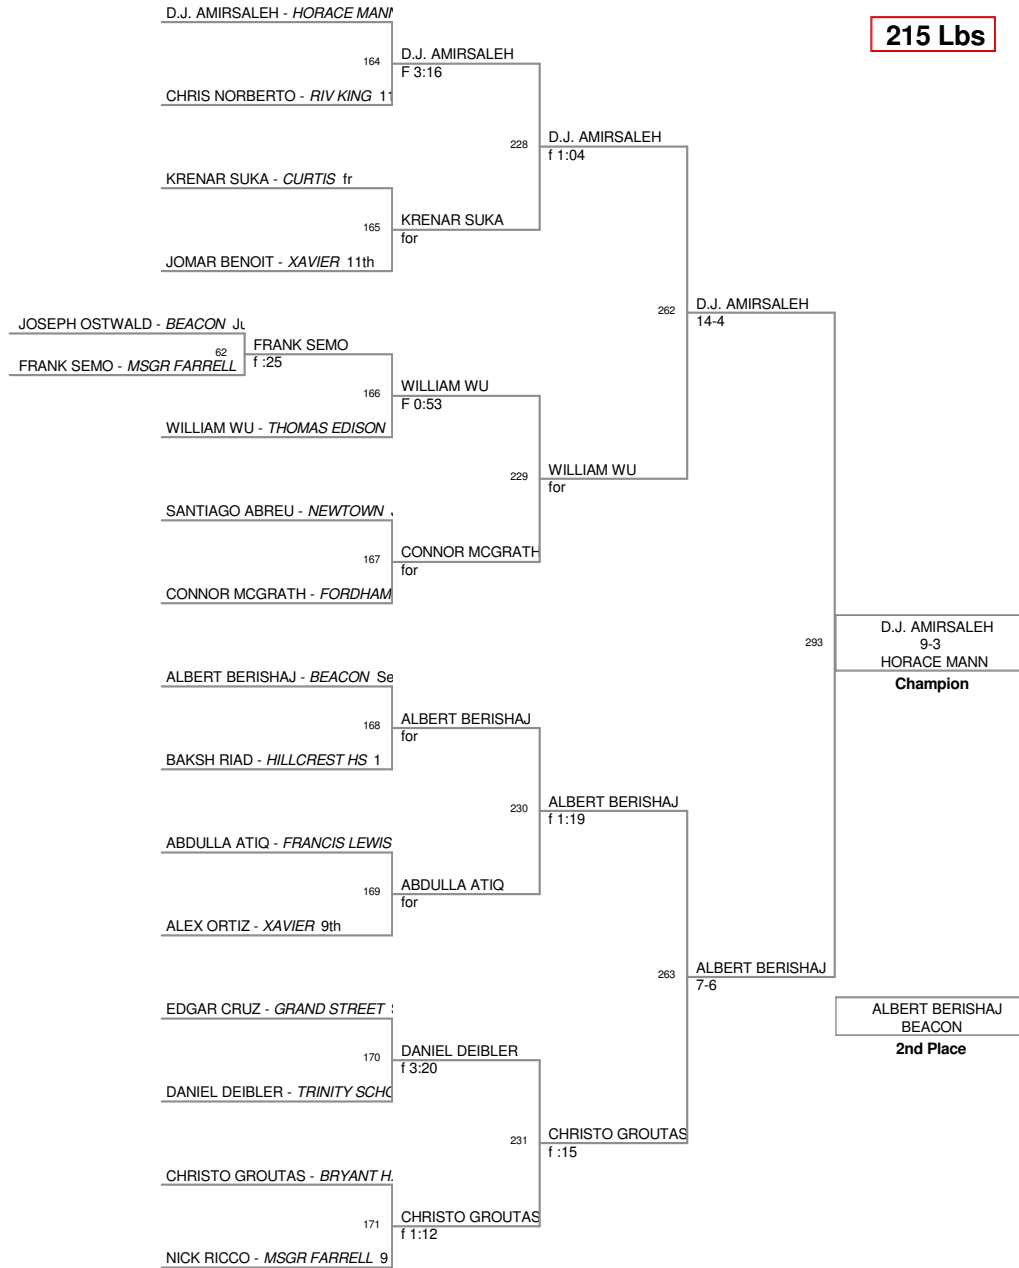 D.J. AMIRSALEH - HORACE MANN
215 Lbs
164
D.J. AMIRSALEH
F 3:16
CHRIS NORBERTO - RIV KING 11
228
D.J. AMIRSALEH
f 1:04
KRENAR SUKA - CURTIS fr
165
KRENAR SUKA
for
JOMAR BENOIT - XAVIER 11th
262
D.J. AMIRSALEH
14-4
JOSEPH OSTWALD - BEACON Ju
62
FRANK SEMO
f :25
FRANK SEMO - MSGR FARRELL
166
WILLIAM WU
F 0:53
WILLIAM WU - THOMAS EDISON
229
WILLIAM WU
for
SANTIAGO ABREU - NEWTOWN
167
CONNOR MCGRATH
for
CONNOR MCGRATH - FORDHAM
293
D.J. AMIRSALEH
9-3
HORACE MANN
Champion
ALBERT BERISHAJ - BEACON Se
168
ALBERT BERISHAJ
for
BAKSH RIAD - HILLCREST HS 1
230
ALBERT BERISHAJ
f 1:19
ABDULLA ATIQ - FRANCIS LEWIS
169
ABDULLA ATIQ
for
ALEX ORTIZ - XAVIER 9th
263
ALBERT BERISHAJ
7-6
ALBERT BERISHAJ
BEACON
2nd Place
EDGAR CRUZ - GRAND STREET
170
DANIEL DEIBLER
f 3:20
DANIEL DEIBLER - TRINITY SCHO
231
CHRISTO GROUTAS
f :15
CHRISTO GROUTAS - BRYANT H.
171
CHRISTO GROUTAS
f 1:12
NICK RICCO - MSGR FARRELL 9